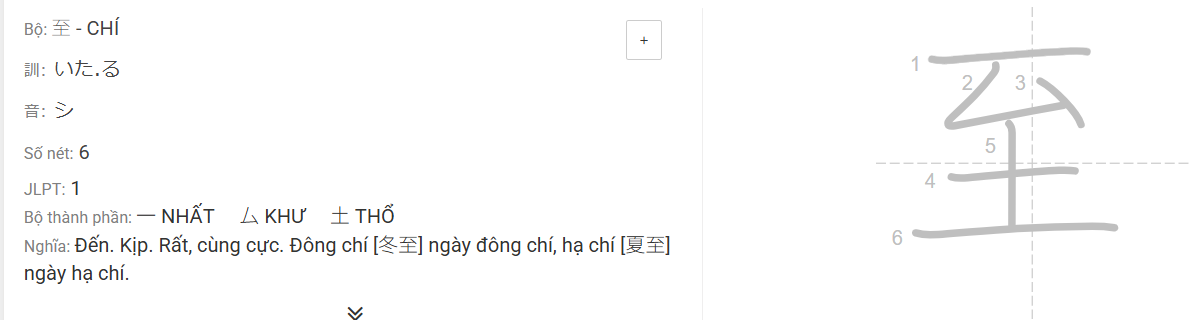 Bộ: 至 - CHÍ
+
訓: いた.る
音: シ
Số nét: 6
JLPT: 1
Bộ thành phần: 一 NHẤT 厶 KHƯ 土 THỔ
Nghĩa: Đến. Kịp. Rất, cùng cực. Đông chí [冬至] ngày đông chí, hạ chí [夏至]
ngày hạ chí.
至
1
2 3
5
4
6